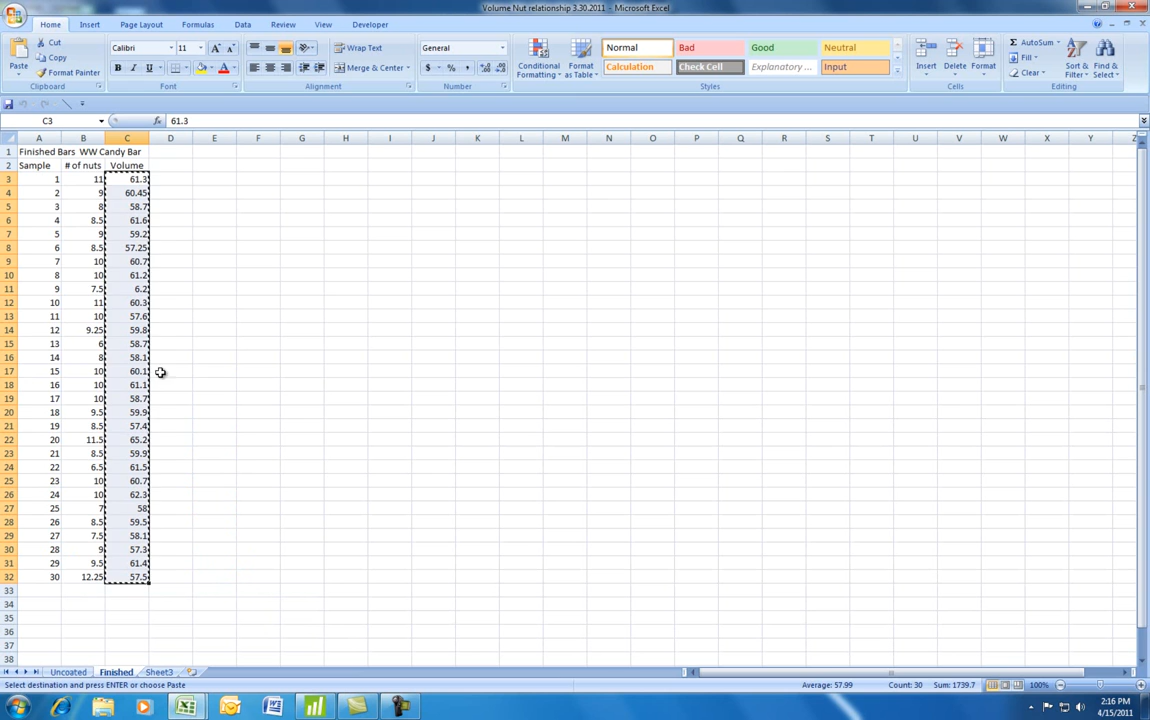 Volume Nut relationship 3.30.2011 - Microsoft Excel
Home Insert Page Layout Formulas Data Review View Developer
Cut Calibri 11 Wrap Text General Normal Bad Good Neutral AutoSum
Paste Copy Conditional Formatting Format as Table Insert Delete Format Fill Sort & Filter Find & Select
Format Painter B I U Merge & Center $ % , Calculation Check Cell Explanatory ... Input Clear
Clipboard Font Alignment Number Styles Cells Editing
C3 fx 61.3
A B C D E F G H I J K L M N O P Q R S T U V W X Y Z
1 Finished Bars WW Candy Bar
2 Sample # of nuts Volume
3 1 11 61.3
4 2 9 60.45
5 3 8 58.7
6 4 8.5 61.6
7 5 9 59.2
8 6 8.5 57.25
9 7 10 60.7
10 8 10 61.2
11 9 7.5 6.2
12 10 11 60.3
13 11 10 57.6
14 12 9.25 59.8
15 13 6 58.7
16 14 8 58.1
17 15 10 60.1
18 16 10 61.1
19 17 10 58.7
20 18 9.5 59.9
21 19 8.5 57.4
22 20 11.5 65.2
23 21 8.5 59.9
24 22 6.5 61.5
25 23 10 60.7
26 24 10 62.3
27 25 7 58
28 26 8.5 59.5
29 27 7.5 58.1
30 28 9 57.3
31 29 9.5 61.4
32 30 12.25 57.5
33
34
35
36
37
38
Uncoated Finished Sheet3
Select destination and press ENTER or choose Paste Average: 57.99 Count: 30 Sum: 1739.7 100%
2:16 PM
4/15/2011